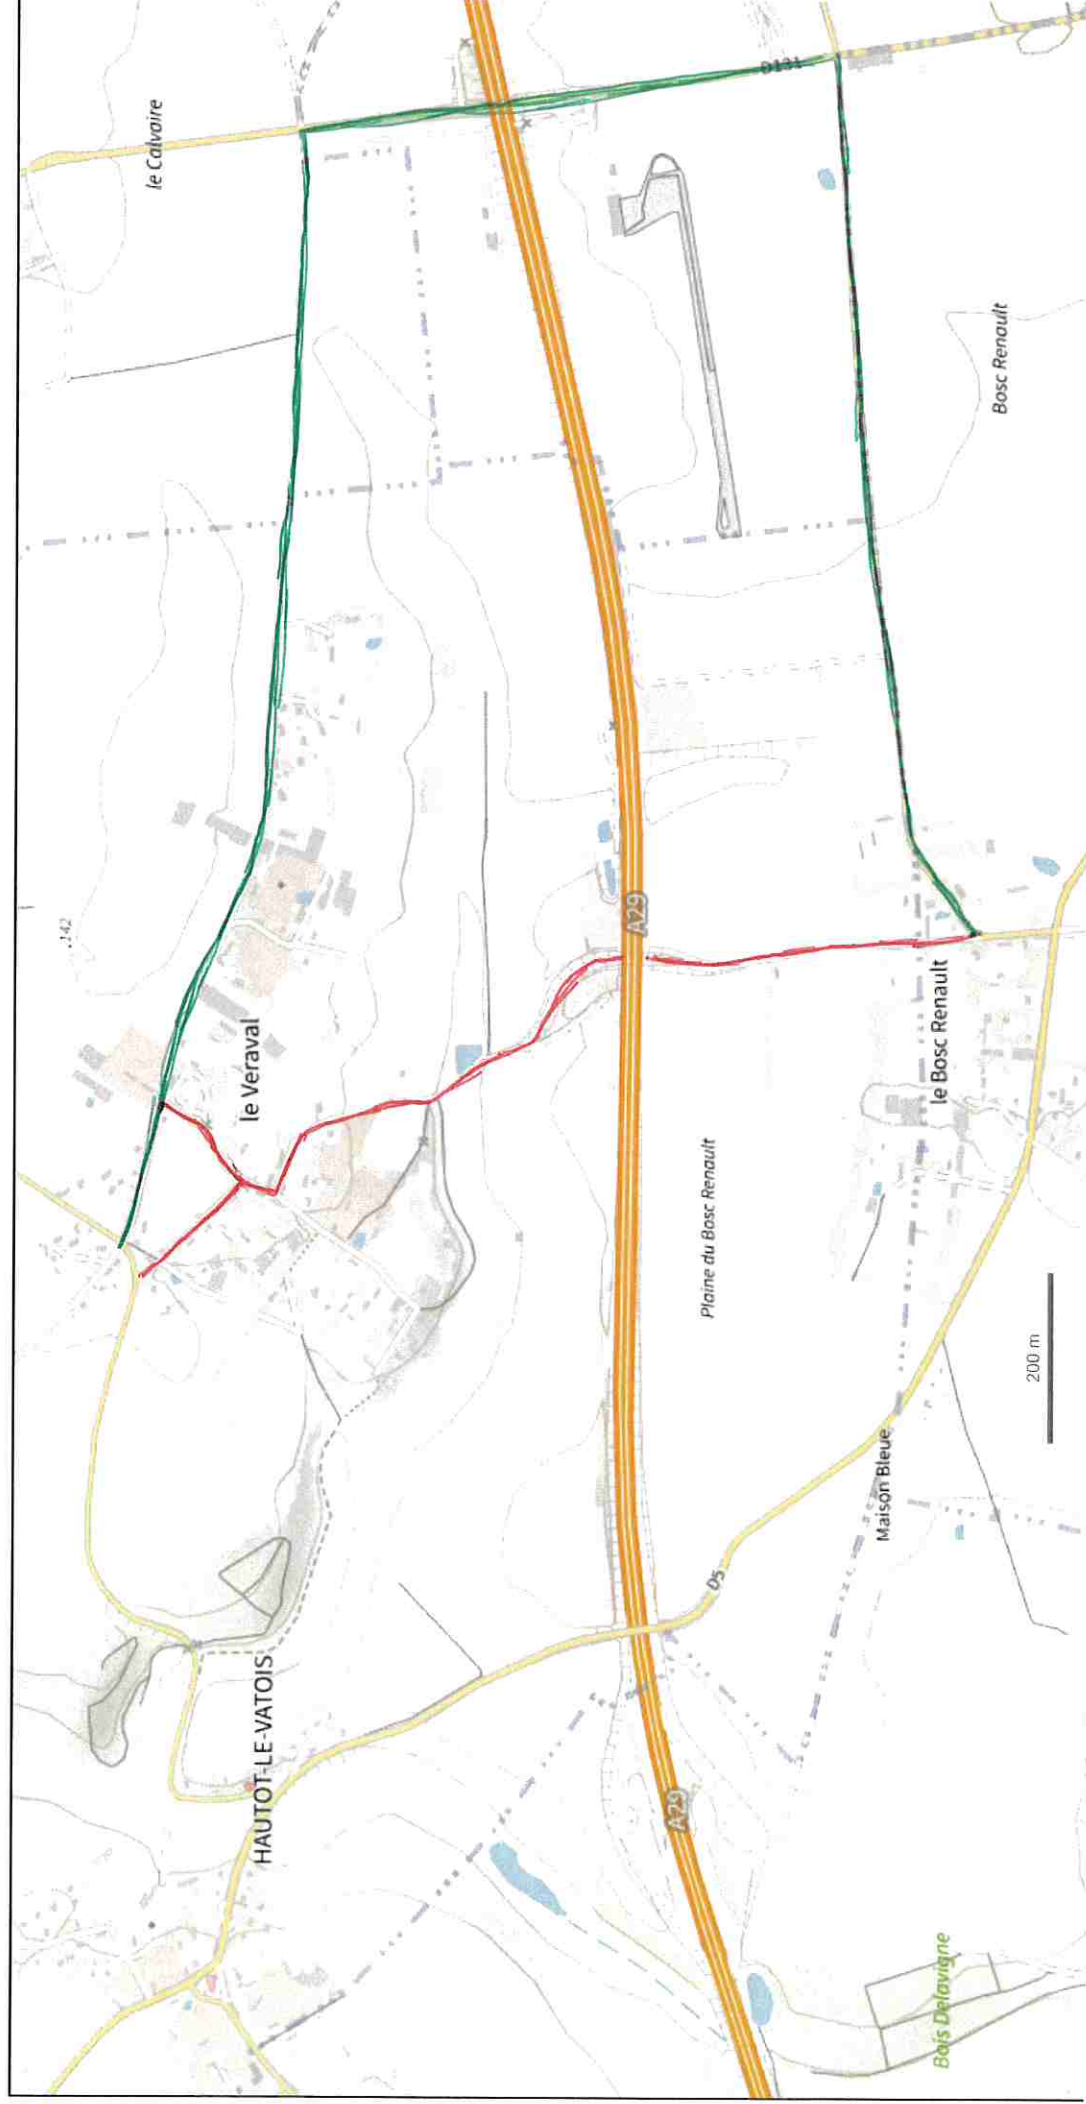 le Calvaire
D131
Bosc Renault
.142
le Veraval
A29
le Bosc Renault
Plaine du Bosc Renault
200 m
Maison Bleue
D5
HAUTOT-LE-VATOIS
A29
Bois Delavigne